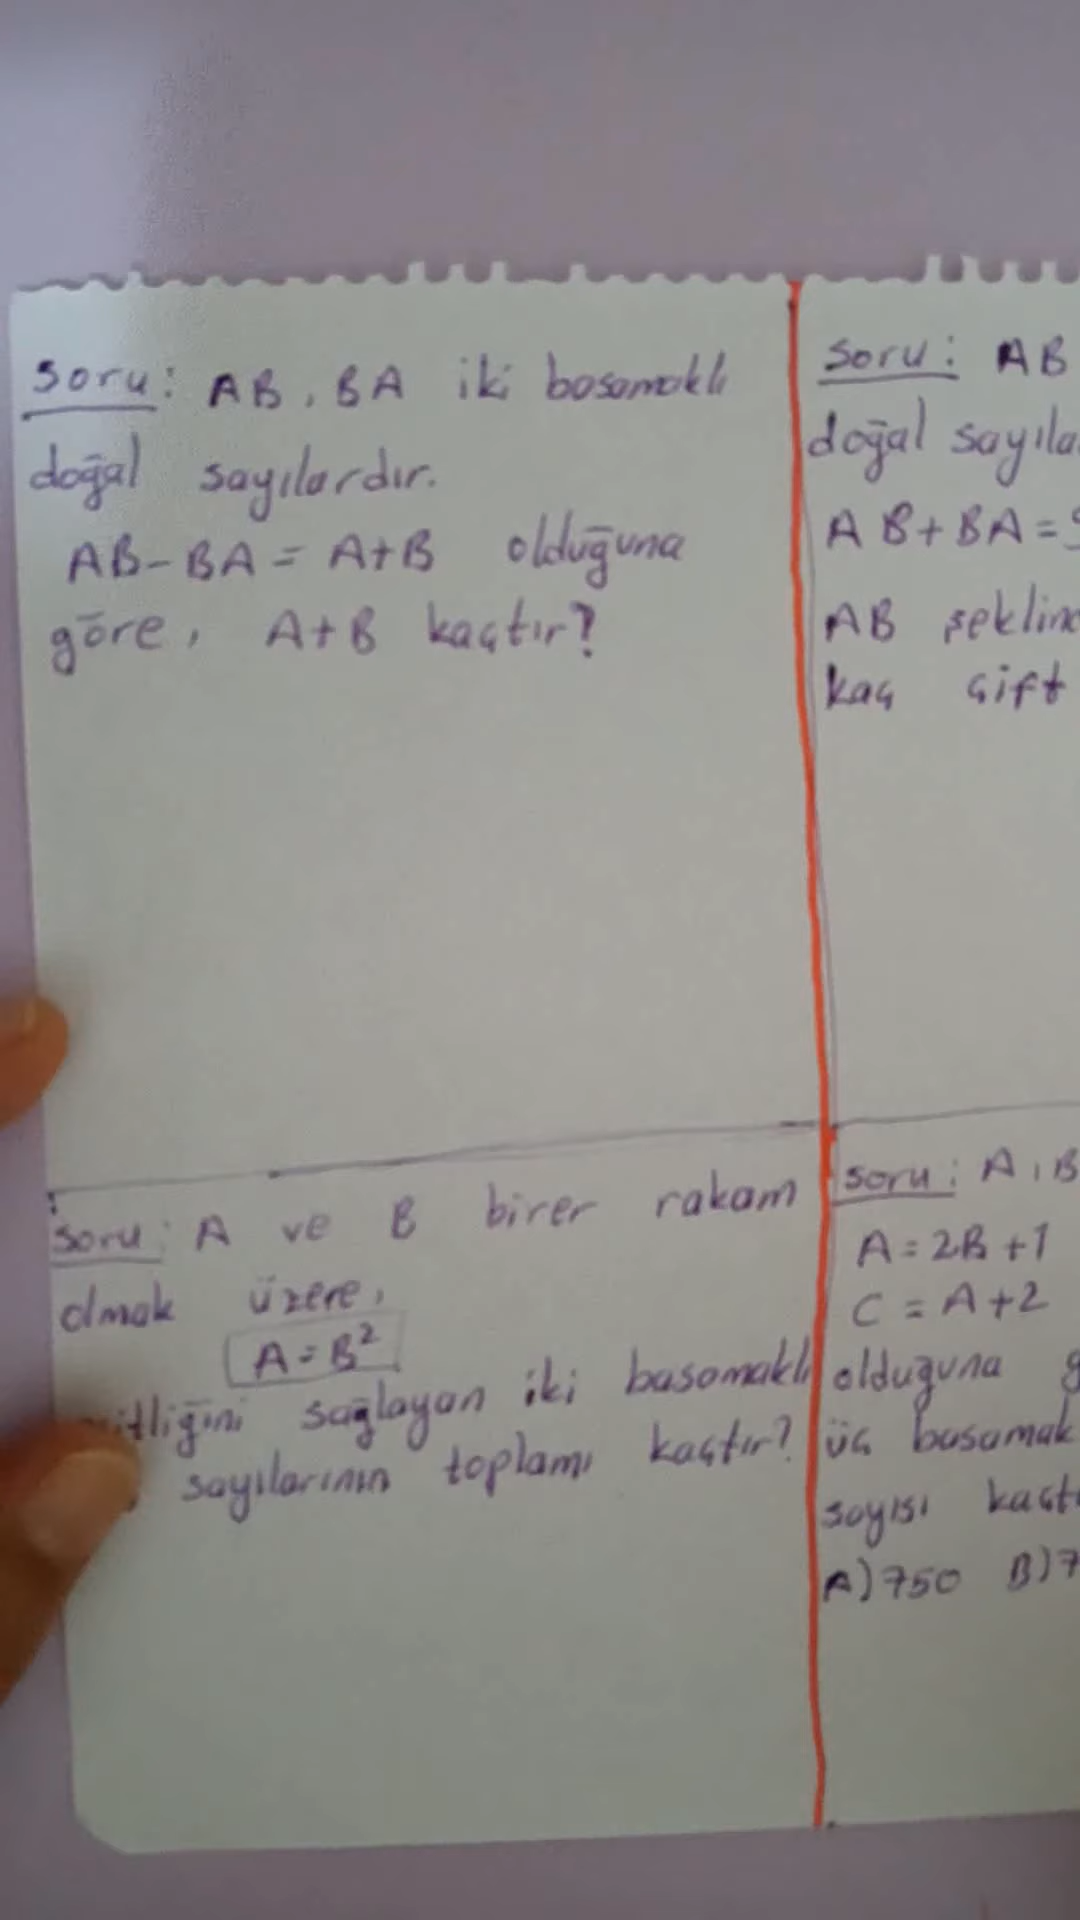 Soru: AB, BA iki basamaklı
doğal sayılardır.
AB-BA = A+B olduğuna
göre, A+B kaçtır?
Soru: AB
doğal sayıla
AB+BA=
AB şeklin
kaç çift
Soru: A ve B birer rakam
olmak üzere,
A=B²
itliğini sağlayan iki basamaklı
sayılarının toplamı kaçtır?
Soru: A, B
A=2B+1
C=A+2
olduğuna g
üç basamak
sayısı kaçt
A)750 B)7